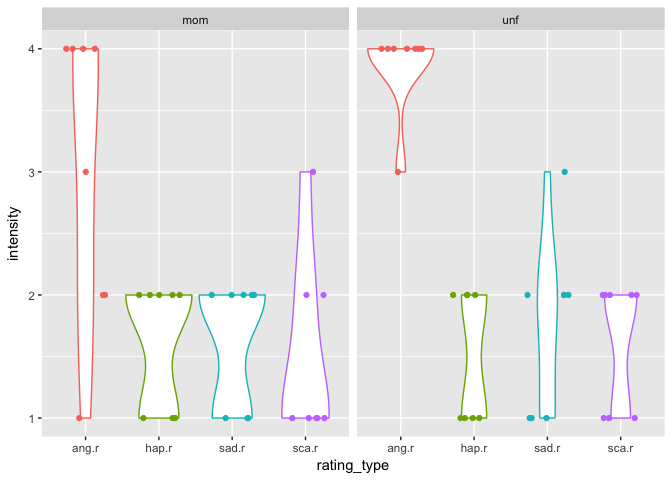 mom unf
4
3
2
1
intensity
ang.r hap.r sad.r sca.r ang.r hap.r sad.r sca.r
rating_type